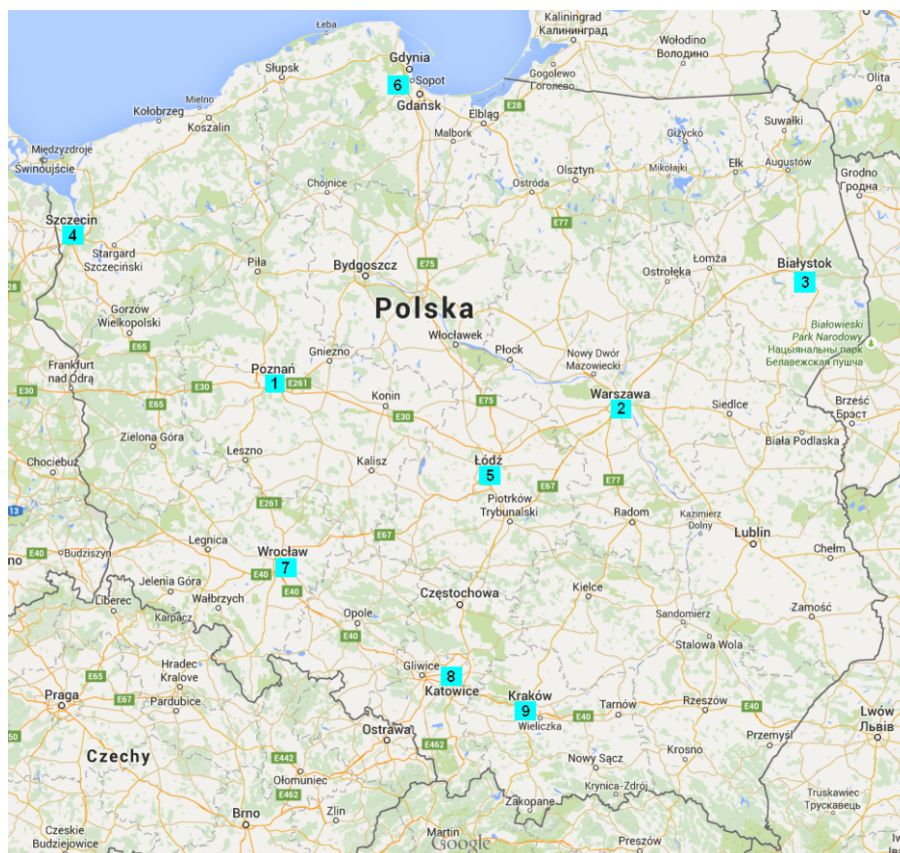 Łeba
Kaliningrad
Калининград
Wołodino
Володино
Gdynia
Słupsk
Gogolewo
Гоголево
Olita
Sopot
6
Gdańsk
Mielno
Kołobrzeg
Koszalin
E28
Elbląg
Malbork
Suwałki
Giżycko
Międzyzdroje
Świnoujście
Olsztyn
Mikołajki
Ełk
Augustów
Grodno
Гродна
Chojnice
Ostróda
Szczecin
4
E77
Stargard
Szczeciński
Piła
Bydgoszcz
E75
Łomża
Ostrołęka
Białystok
3
28
Gorzów
Wielkopolski
Polska
Włocławek
Białowieski
Park Narodowy
Нацыянальны парк
Белавежская пушча
E65
Gniezno
Płock
Nowy Dwór
Mazowiecki
Frankfurt
nad Odrą
Poznań
1
E261
E30
E30
E65
Konin
E30
E75
Warszawa
2
Siedlce
Brześć
Брэст
Zielona Góra
Leszno
Kalisz
Łódź
5
Biała Podlaska
Chociebuż
E67
E77
Piotrków
Trybunalski
E261
13
Radom
Kazimierz
Dolny
Lublin
E67
Legnica
Wrocław
7
E40
no
E40
Budziszyn
E40
Chełm
Jelenia Góra
Liberec
Wałbrzych
Karpacz
Częstochowa
Kielce
Opole
E40
Sandomierz
Zamość
Stalowa Wola
Hradec
Kralove
E65
Gliwice
8
Katowice
Praga
E67
Pardubice
Kraków
9
Wieliczka
E40
Tarnów
Rzeszów
E40
Lwów
Львів
50
Ostrawa
E462
Przemyśl
Czechy
E442
Krosno
Nowy Sącz
Ołomuniec
E462
Krynica-Zdrój
Truskawiec
Трускавець
Zlin
Zakopane
Brno
Czeskie
Budziejowice
Martin
Google
Preszów